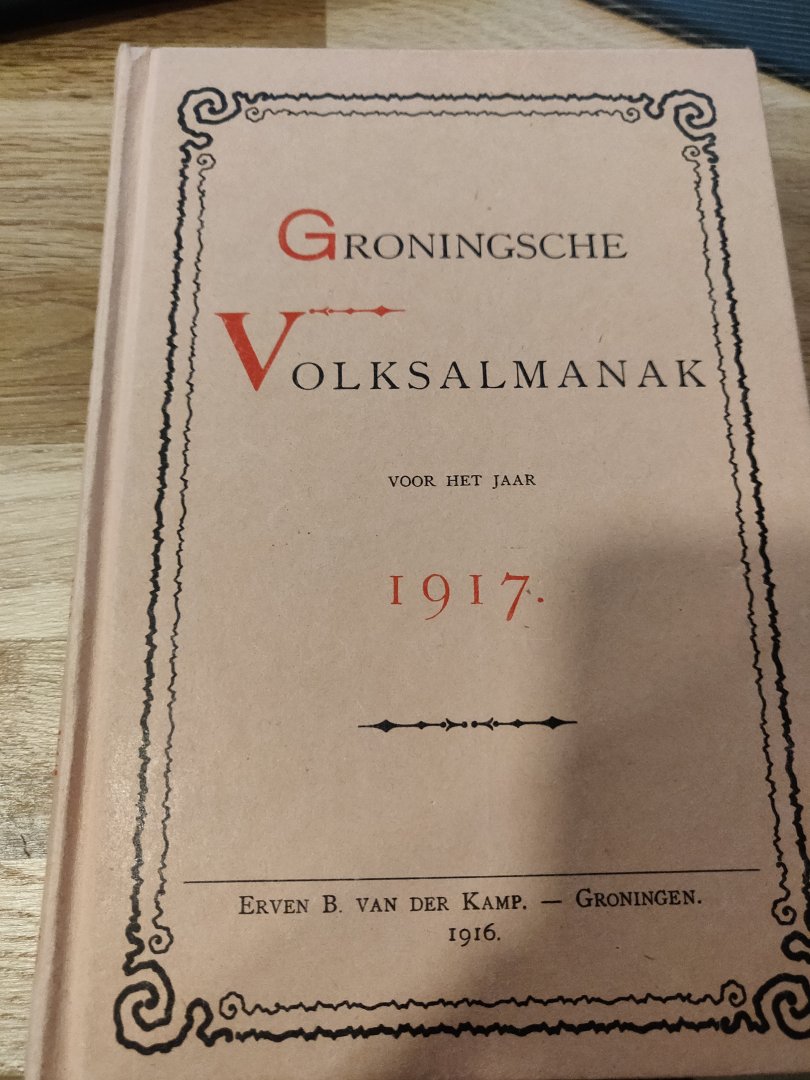 GRONINGSCHE
VOLKSALMANAK
VOOR HET JAAR
1917.
ERVEN B. VAN DER KAMP. — GRONINGEN.
1916.